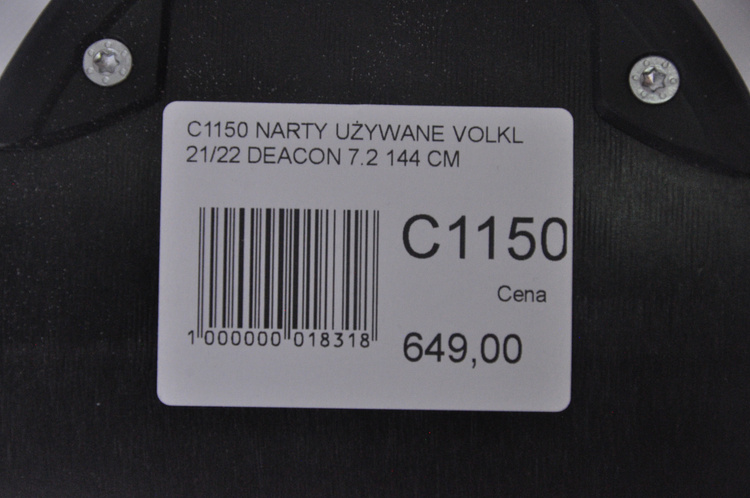 C1150 NARTY UŻYWANE VOLKL
21/22 DEACON 7.2 144 CM
C1150
Cena
1 000000 018318
649,00